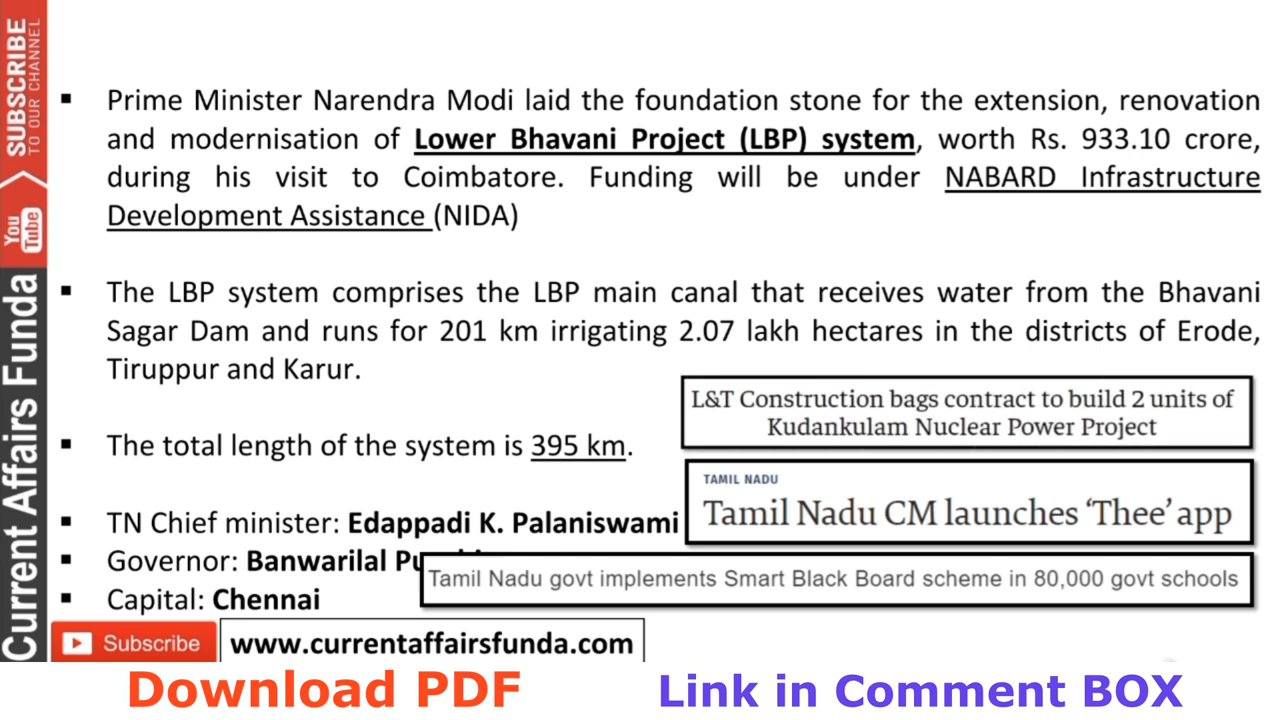 SUBSCRIBE
TO OUR CHANNEL
You
Tube
Current Affairs Funda
Prime Minister Narendra Modi laid the foundation stone for the extension, renovation
and modernisation of Lower Bhavani Project (LBP) system, worth Rs. 933.10 crore,
during his visit to Coimbatore. Funding will be under NABARD Infrastructure
Development Assistance (NIDA)
The LBP system comprises the LBP main canal that receives water from the Bhavani
Sagar Dam and runs for 201 km irrigating 2.07 lakh hectares in the districts of Erode,
Tiruppur and Karur.
L&T Construction bags contract to build 2 units of
Kudankulam Nuclear Power Project
The total length of the system is 395 km.
TAMIL NADU
Tamil Nadu CM launches ‘Thee’ app
TN Chief minister: Edappadi K. Palaniswami
Governor: Banwarilal
Tamil Nadu govt implements Smart Black Board scheme in 80,000 govt schools
Capital: Chennai
Subscribe
www.currentaffairsfunda.com
Download PDF
Link in Comment BOX